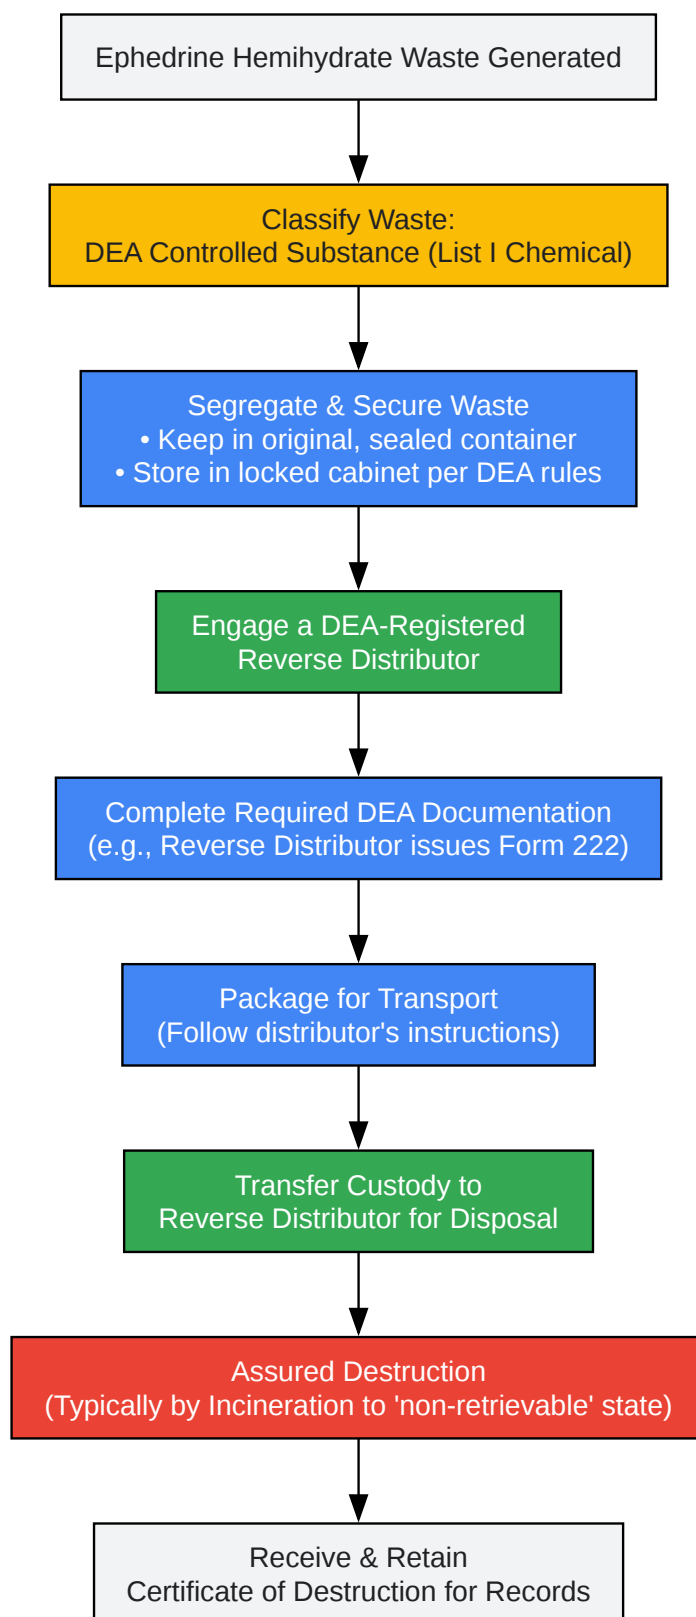 Ephedrine Hemihydrate Waste Generated
Classify Waste:
DEA Controlled Substance (List I Chemical)
Segregate & Secure Waste
• Keep in original, sealed container
• Store in locked cabinet per DEA rules
Engage a DEA-Registered
Reverse Distributor
Complete Required DEA Documentation
(e.g., Reverse Distributor issues Form 222)
Package for Transport
(Follow distributor's instructions)
Transfer Custody to
Reverse Distributor for Disposal
Assured Destruction
(Typically by Incineration to 'non-retrievable' state)
Receive & Retain
Certificate of Destruction for Records